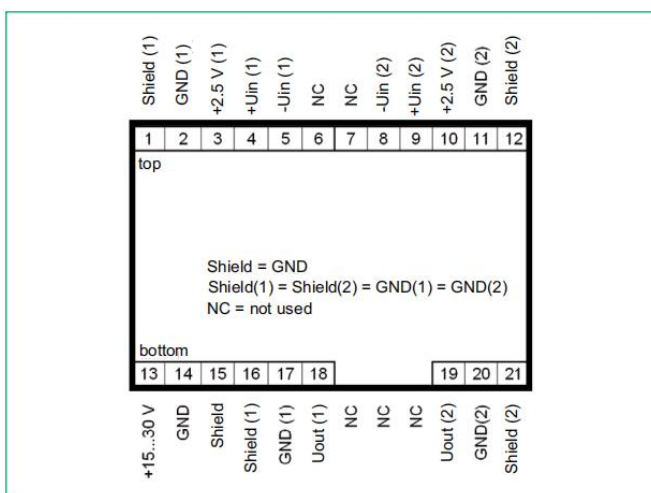 Shield (1)
GND (1)
+2.5 V (1)
+Uin (1)
-Uin (1)
NC
NC
-Uin (2)
+Uin (2)
+2.5 V (2)
GND (2)
Shield (2)
1 2 3 4 5 6 7 8 9 10 11 12
top
Shield = GND
Shield(1) = Shield(2) = GND(1) = GND(2)
NC = not used
bottom
13 14 15 16 17 18 19 20 21
+15...30 V
GND
Shield
Shield (1)
GND (1)
Uout (1)
NC
NC
NC
Uout (2)
GND(2)
Shield (2)